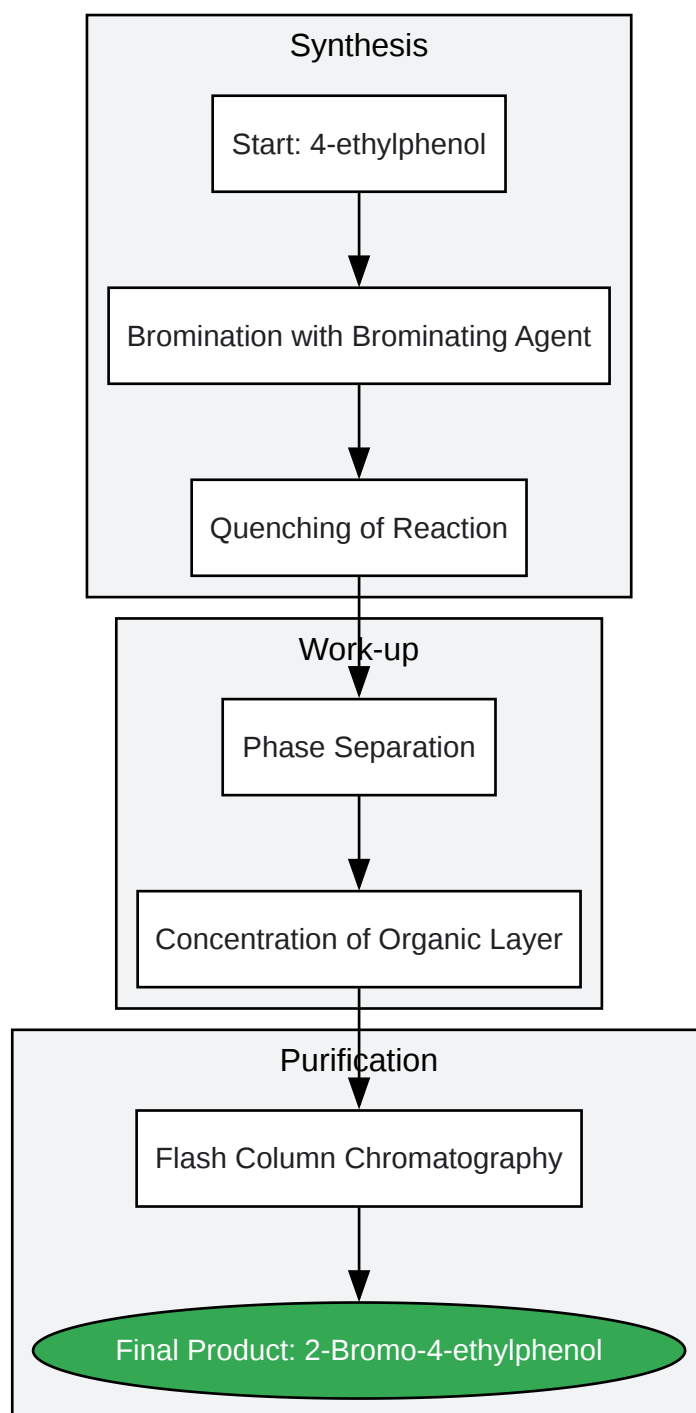 Synthesis
Start: 4-ethylphenol
Bromination with Brominating Agent
Quenching of Reaction
Work-up
Phase Separation
Concentration of Organic Layer
Purification
Flash Column Chromatography
Final Product: 2-Bromo-4-ethylphenol